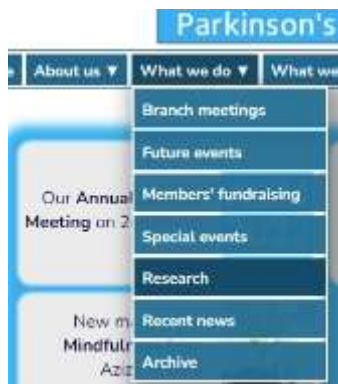 Parkinson's
About us ▼ What we do ▼ What we
Branch meetings
Future events
Members' fundraising
Special events
Research
Recent news
Archive
Our Annual
Meeting on 2
New m
Mindfulr
Aziz